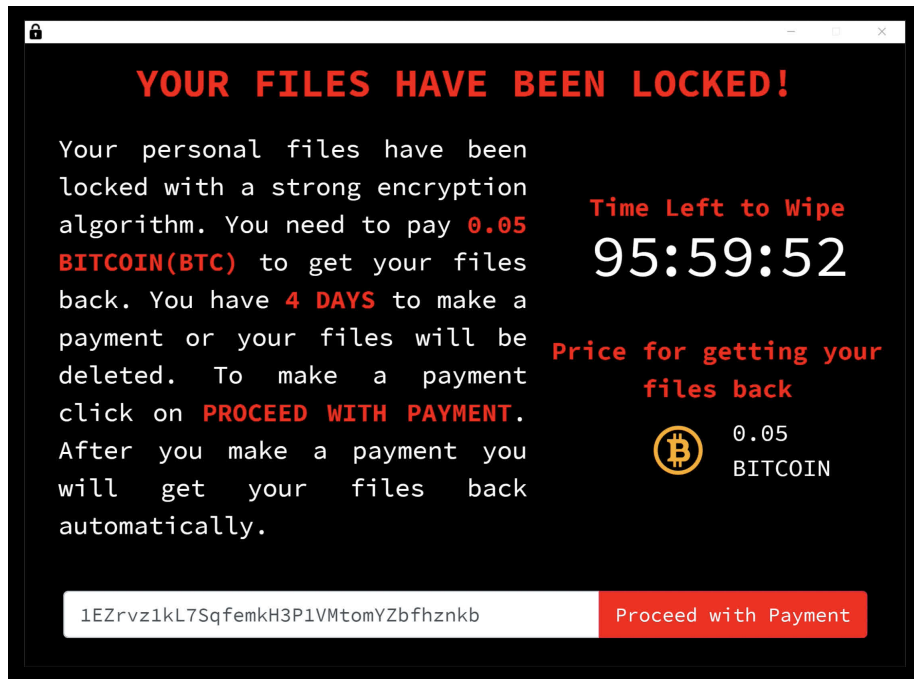 YOUR FILES HAVE BEEN LOCKED!
Your personal files have been
locked with a strong encryption
algorithm. You need to pay 0.05
BITCOIN(BTC) to get your files
back. You have 4 DAYS to make a
payment or your files will be
deleted. To make a payment
click on PROCEED WITH PAYMENT.
After you make a payment you
will get your files back
automatically.
Time Left to Wipe
95:59:52
Price for getting your
files back
0.05
BITCOIN
1EZrvz1kL7SqfemkH3P1VMtomYZbfhznkb
Proceed with Payment